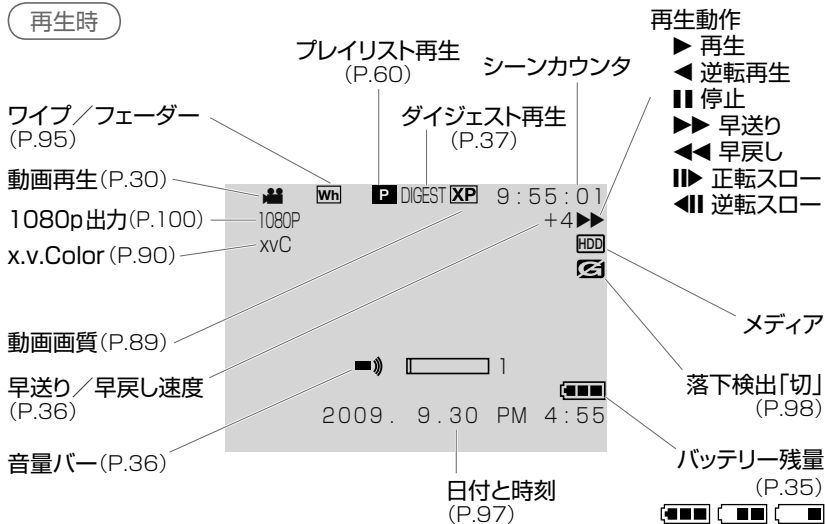 再生時
プレイリスト再生
(P.60)
シーンカウンタ
再生動作
▶ 再生
◀ 逆転再生
❚❚ 停止
▶▶ 早送り
◀◀ 早戻し
❚❚▶ 正転スロー
◀❚❚ 逆転スロー
ワイプ／フェーダー
(P.95)
ダイジェスト再生
(P.37)
動画再生(P.30)
Wh P DIGEST XP 9:55:01
1080p出力(P.100)
1080P +4▶▶
x.v.Color(P.90)
xvC HDD
メディア
動画画質(P.89)
1
早送り／早戻し速度
(P.36)
落下検出「切」
(P.98)
2009. 9.30 PM 4:55
音量バー(P.36)
日付と時刻
(P.97)
バッテリー残量
(P.35)